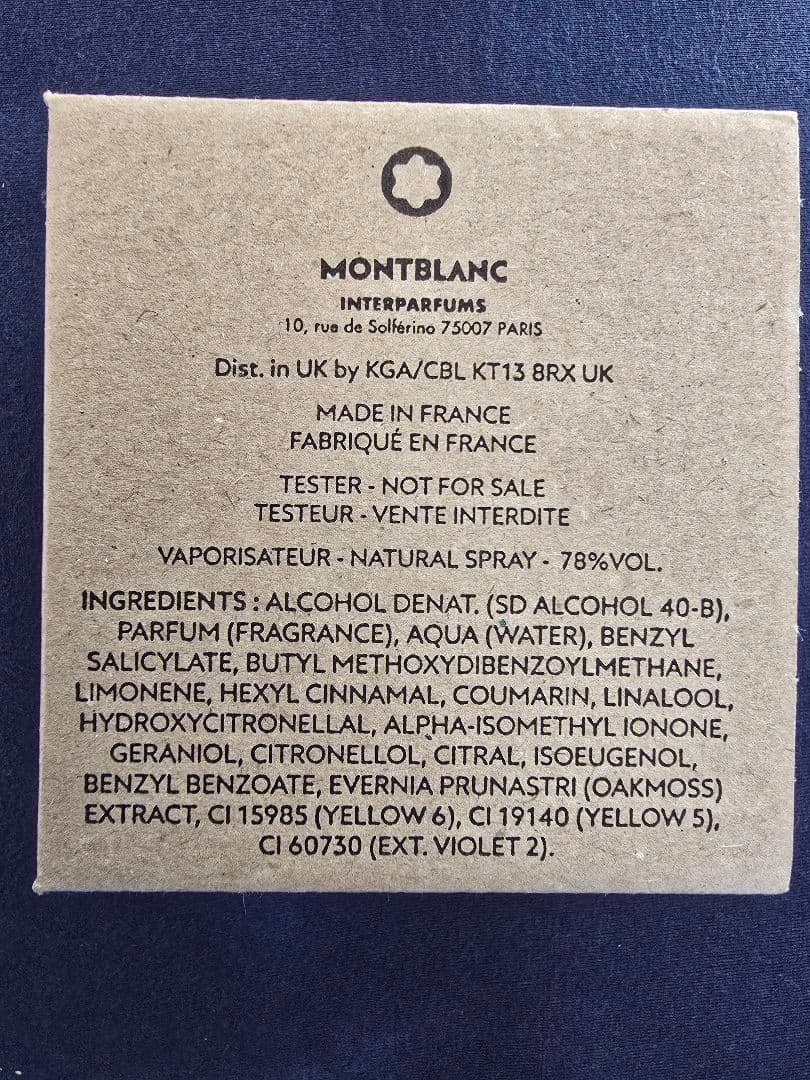 MONTBLANC
INTERPARFUMS
10, rue de Solférino 75007 PARIS
Dist. in UK by KGA/CBL KT13 8RX UK
MADE IN FRANCE
FABRIQUÉ EN FRANCE
TESTER - NOT FOR SALE
TESTEUR - VENTE INTERDITE
VAPORISATEUR - NATURAL SPRAY - 78%VOL.
INGREDIENTS : ALCOHOL DENAT. (SD ALCOHOL 40-B),
PARFUM (FRAGRANCE), AQUA (WATER), BENZYL
SALICYLATE, BUTYL METHOXYDIBENZOYLMETHANE,
LIMONENE, HEXYL CINNAMAL, COUMARIN, LINALOOL,
HYDROXYCITRONELLAL, ALPHA-ISOMETHYL IONONE,
GERANIOL, CITRONELLOL, CITRAL, ISOEUGENOL,
BENZYL BENZOATE, EVERNIA PRUNASTRI (OAKMOSS)
EXTRACT, CI 15985 (YELLOW 6), CI 19140 (YELLOW 5),
CI 60730 (EXT. VIOLET 2).